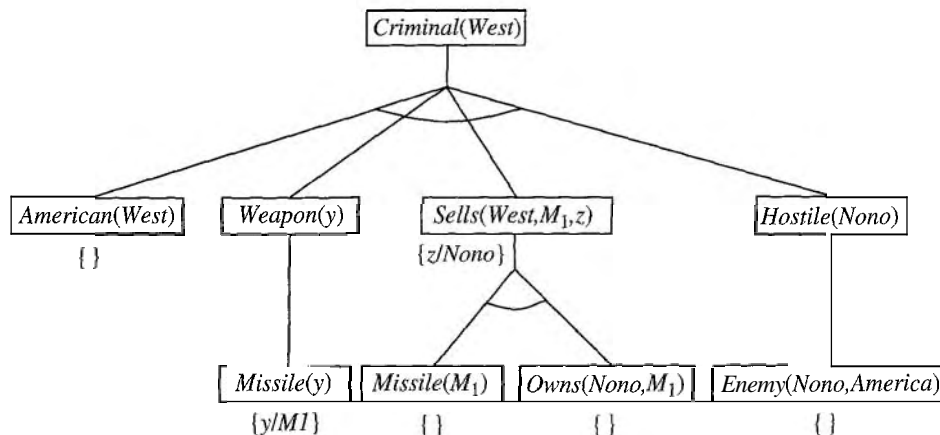 Criminal(West)
American(West) Weapon(y) Sells(West,M₁,z) Hostile(Nono)
{ } {z/Nono}
Missile(y) Missile(M₁) Owns(Nono,M₁) Enemy(Nono,America)
{y/M1} { } { } { }